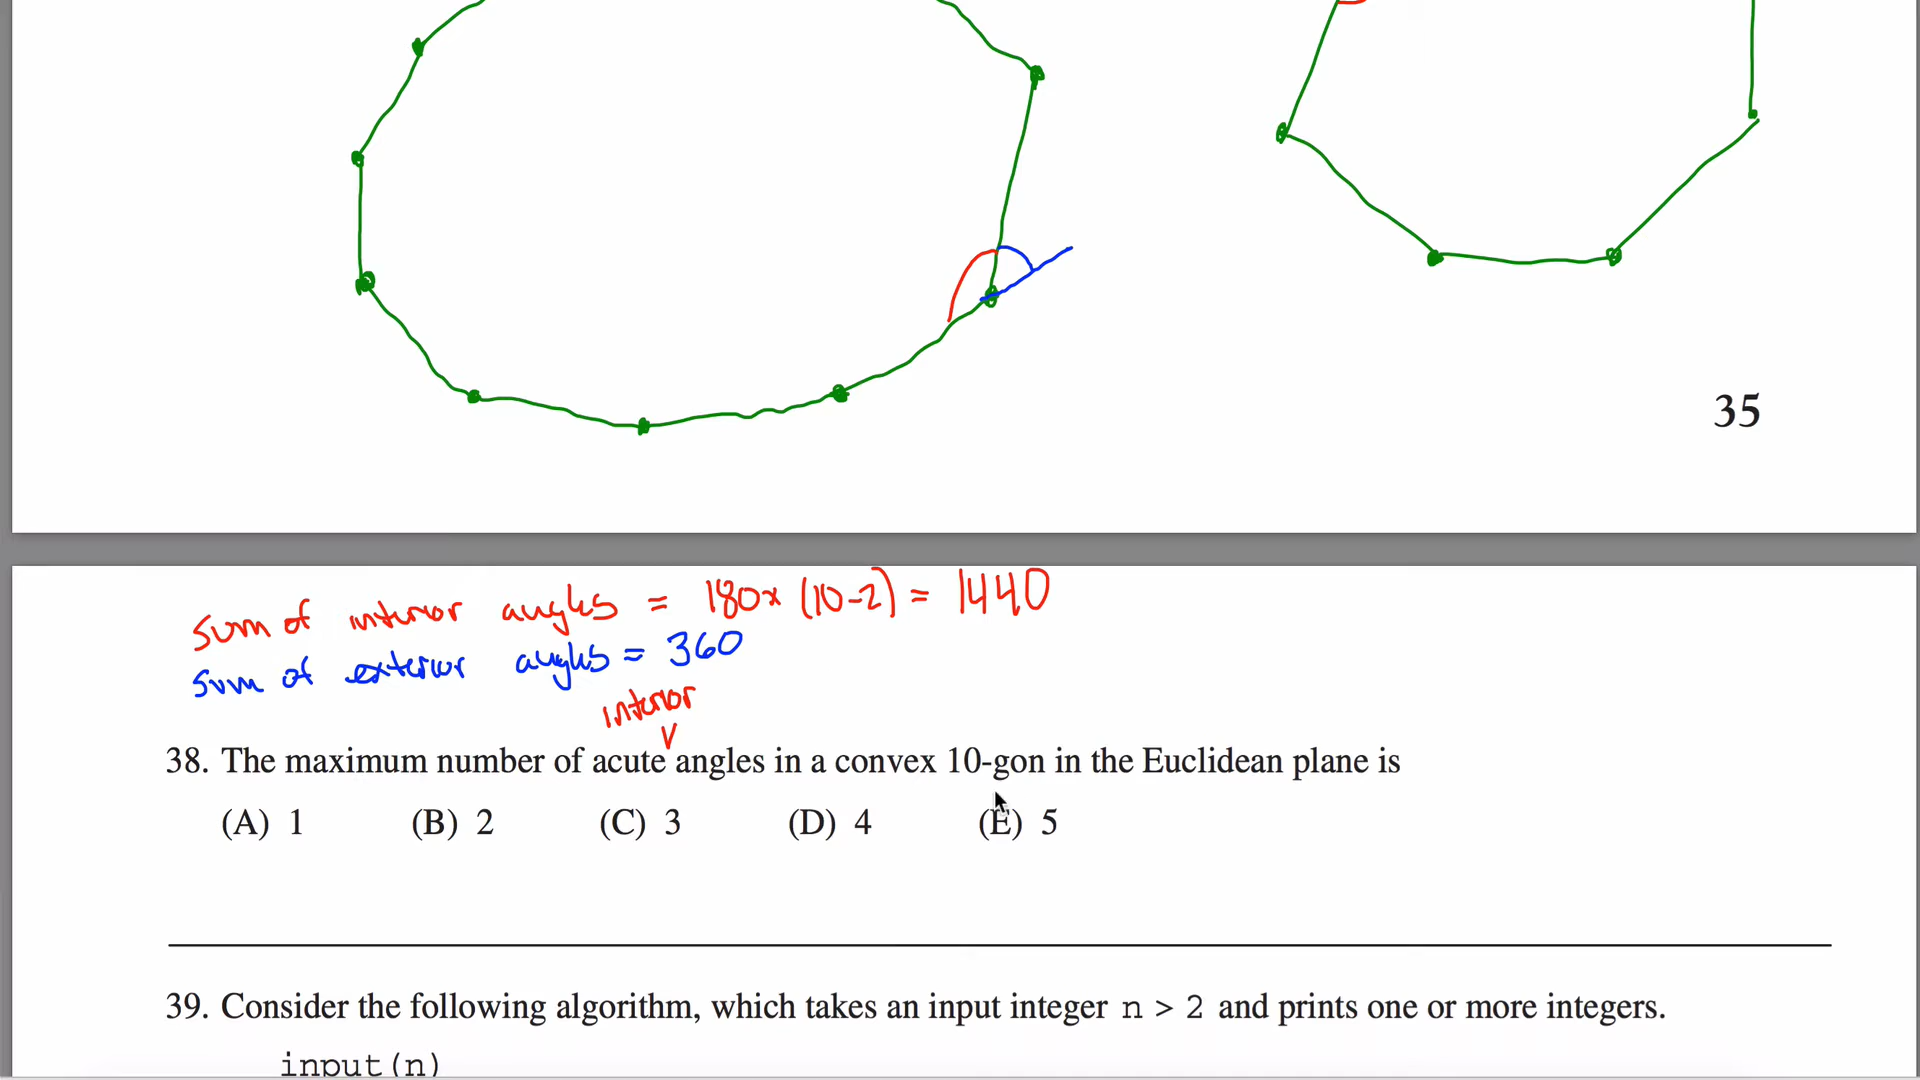 35
sum of interior angles = 180x (10-2) = 1440
sum of exterior angles = 360
interior
V
38. The maximum number of acute angles in a convex 10-gon in the Euclidean plane is
(A) 1 (B) 2 (C) 3 (D) 4 (E) 5
39. Consider the following algorithm, which takes an input integer n > 2 and prints one or more integers.
input(n)